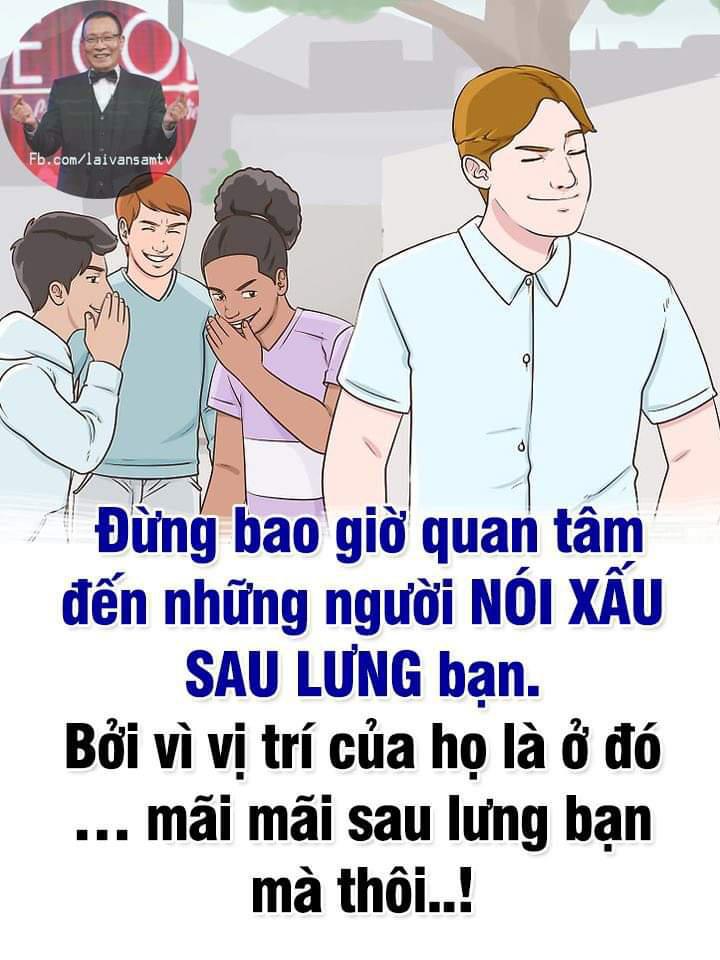 E COM
Fb.com/laivansamtv
Đừng bao giờ quan tâm
đến những người NÓI XẤU
SAU LƯNG bạn.
Bởi vì vị trí của họ là ở đó
... mãi mãi sau lưng bạn
mà thôi..!